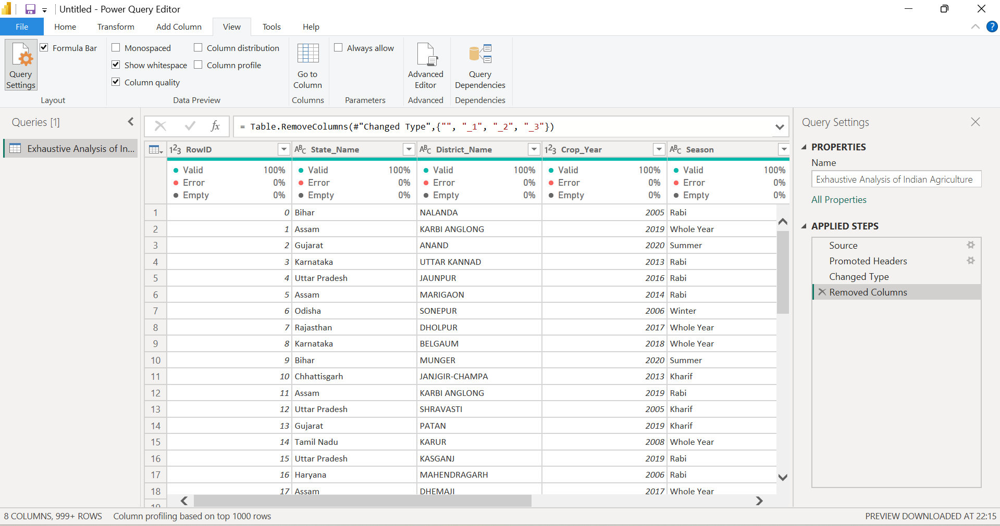 Untitled - Power Query Editor
File Home Transform Add Column View Tools Help
Query Settings
Formula Bar
Layout
Monospaced
Show whitespace
Column quality
Column distribution
Column profile
Data Preview
Go to Column
Columns
Always allow
Parameters
Advanced Editor
Advanced
Query Dependencies
Dependencies
Queries [1]
Exhaustive Analysis of In...
fx
= Table.RemoveColumns(#"Changed Type",{"", "_1", "_2", "_3"})
123 RowID ABC State_Name ABC District_Name 123 Crop_Year ABC Season
Valid 100% Valid 100% Valid 100% Valid 100% Valid 100%
Error 0% Error 0% Error 0% Error 0% Error 0%
Empty 0% Empty 0% Empty 0% Empty 0% Empty 0%
1 0 Bihar NALANDA 2005 Rabi
2 1 Assam KARBI ANGLONG 2019 Whole Year
3 2 Gujarat ANAND 2020 Summer
4 3 Karnataka UTTAR KANNAD 2013 Rabi
5 4 Uttar Pradesh JAUNPUR 2016 Rabi
6 5 Assam MARIGAON 2014 Rabi
7 6 Odisha SONEPUR 2006 Winter
8 7 Rajasthan DHOLPUR 2017 Whole Year
9 8 Karnataka BELGAUM 2018 Whole Year
10 9 Bihar MUNGER 2020 Summer
11 10 Chhattisgarh JANJGIR-CHAMPA 2013 Kharif
12 11 Assam KARBI ANGLONG 2019 Rabi
13 12 Uttar Pradesh SHRAVASTI 2005 Kharif
14 13 Gujarat PATAN 2019 Kharif
15 14 Tamil Nadu KARUR 2008 Whole Year
16 15 Uttar Pradesh KASGANJ 2019 Rabi
17 16 Haryana MAHENDRAGARH 2006 Rabi
18 17 Assam DHEMAJI 2017 Whole Year
19
Query Settings
PROPERTIES
Name
Exhaustive Analysis of Indian Agriculture
All Properties
APPLIED STEPS
Source
Promoted Headers
Changed Type
Removed Columns
8 COLUMNS, 999+ ROWS Column profiling based on top 1000 rows
PREVIEW DOWNLOADED AT 22:15